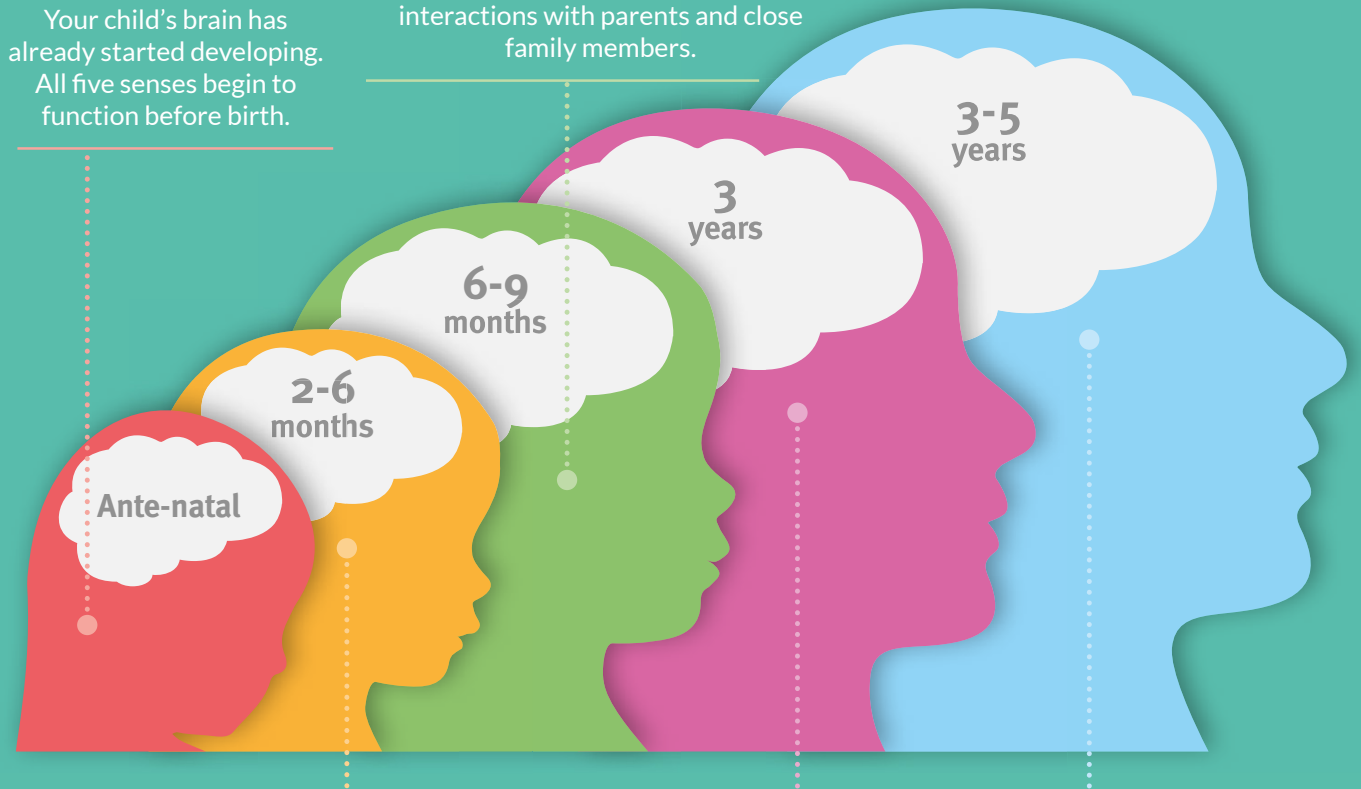 Your child’s brain has
already started developing.
All five senses begin to
function before birth.
interactions with parents and close
family members.
Ante-natal
2-6
months
6-9
months
3
years
3-5
years